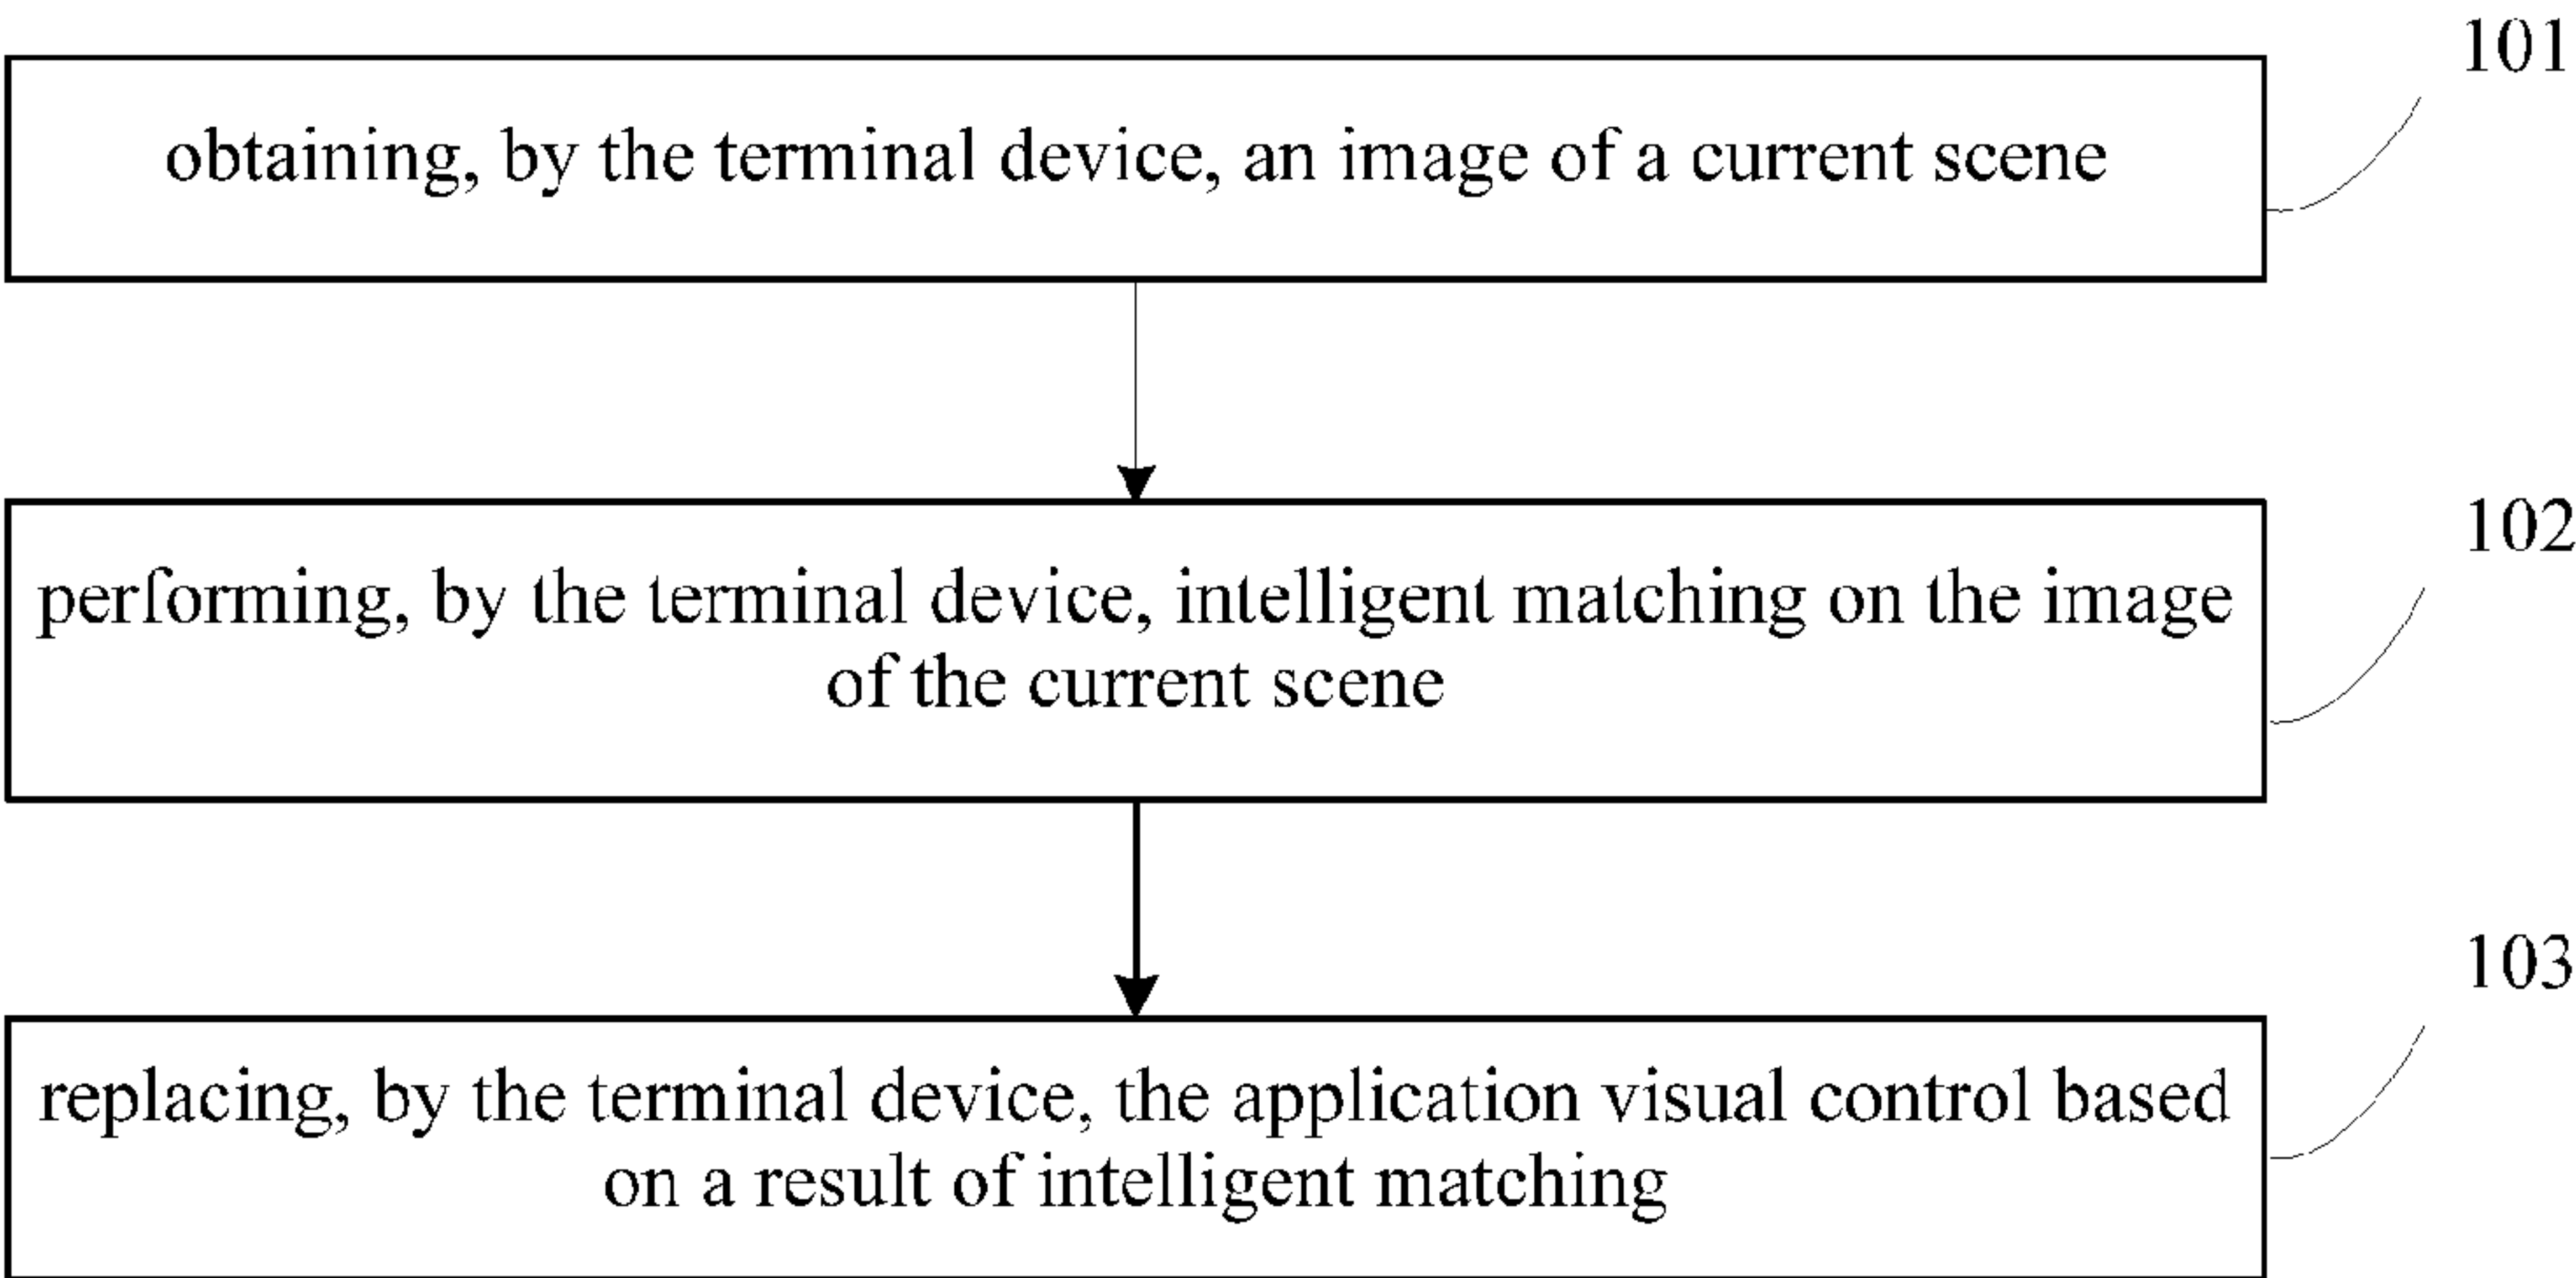 101
obtaining, by the terminal device, an image of a current scene
102
performing, by the terminal device, intelligent matching on the image
of the current scene
103
replacing, by the terminal device, the application visual control based
on a result of intelligent matching